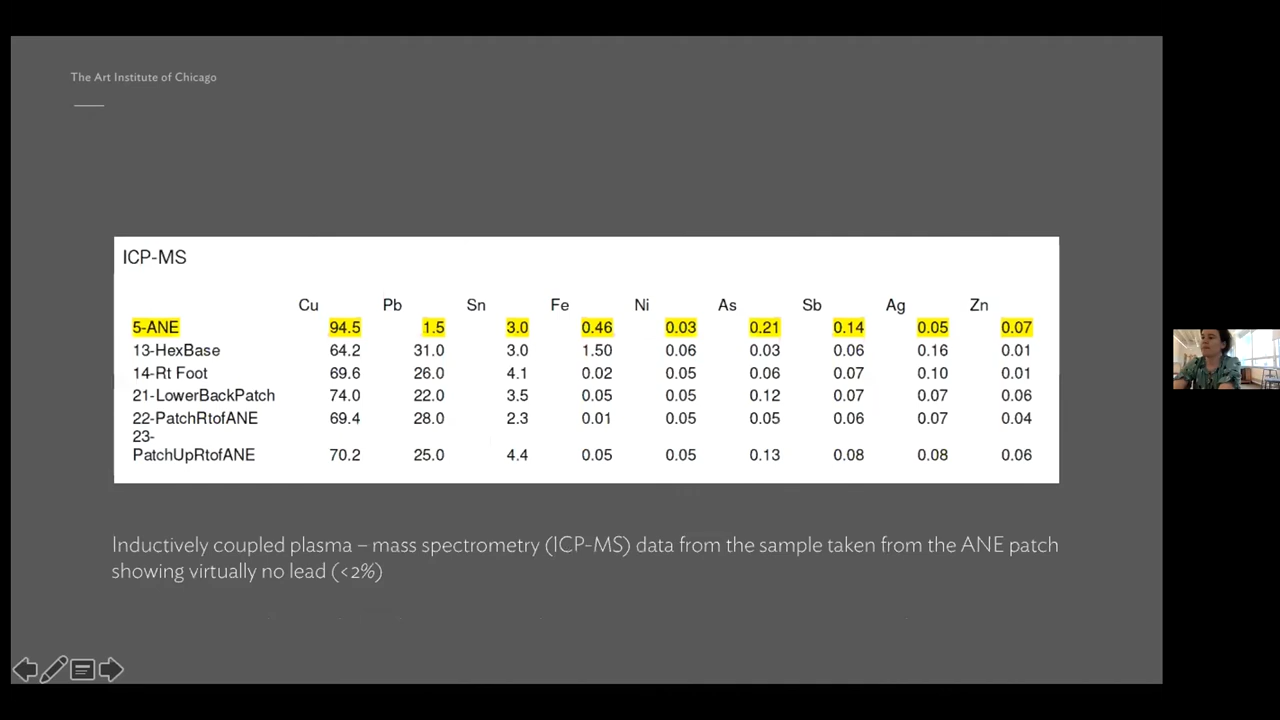 The Art Institute of Chicago
ICP-MS
Cu Pb Sn Fe Ni As Sb Ag Zn
5-ANE 94.5 1.5 3.0 0.46 0.03 0.21 0.14 0.05 0.07
13-HexBase 64.2 31.0 3.0 1.50 0.06 0.03 0.06 0.16 0.01
14-Rt Foot 69.6 26.0 4.1 0.02 0.05 0.06 0.07 0.10 0.01
21-LowerBackPatch 74.0 22.0 3.5 0.05 0.05 0.12 0.07 0.07 0.06
22-PatchRtofANE 69.4 28.0 2.3 0.01 0.05 0.05 0.06 0.07 0.04
23-
PatchUpRtofANE 70.2 25.0 4.4 0.05 0.05 0.13 0.08 0.08 0.06
Inductively coupled plasma – mass spectrometry (ICP-MS) data from the sample taken from the ANE patch
showing virtually no lead (<2%)